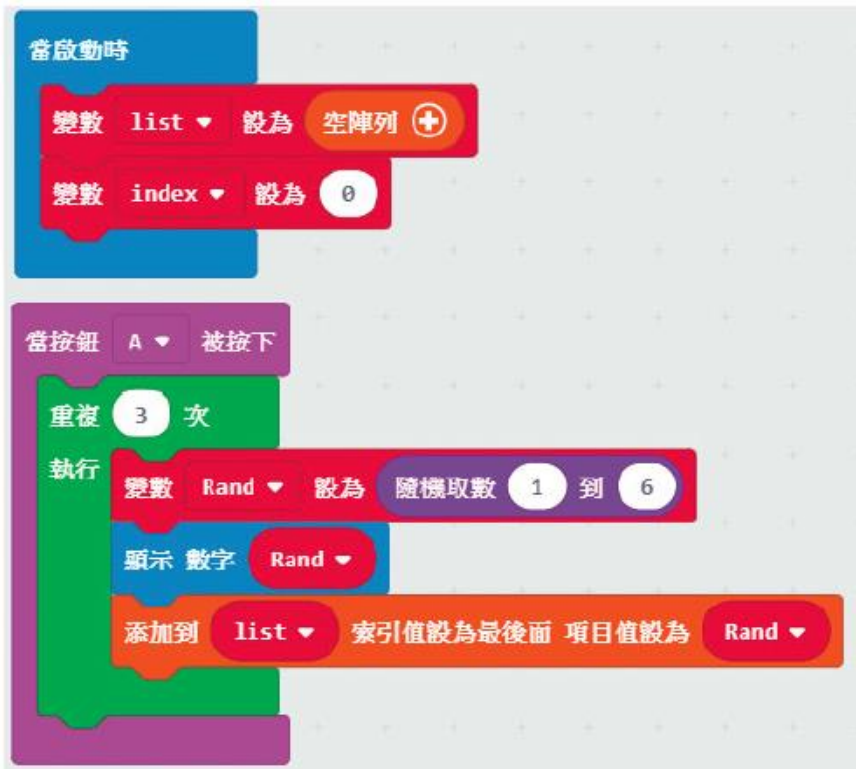 當啟動時
變數 list 設為 空陣列
變數 index 設為 0
當按鈕 A 被按下
重複 3 次
執行
變數 Rand 設為 隨機取數 1 到 6
顯示 數字 Rand
添加到 list 索引值設為最後面 項目值設為 Rand